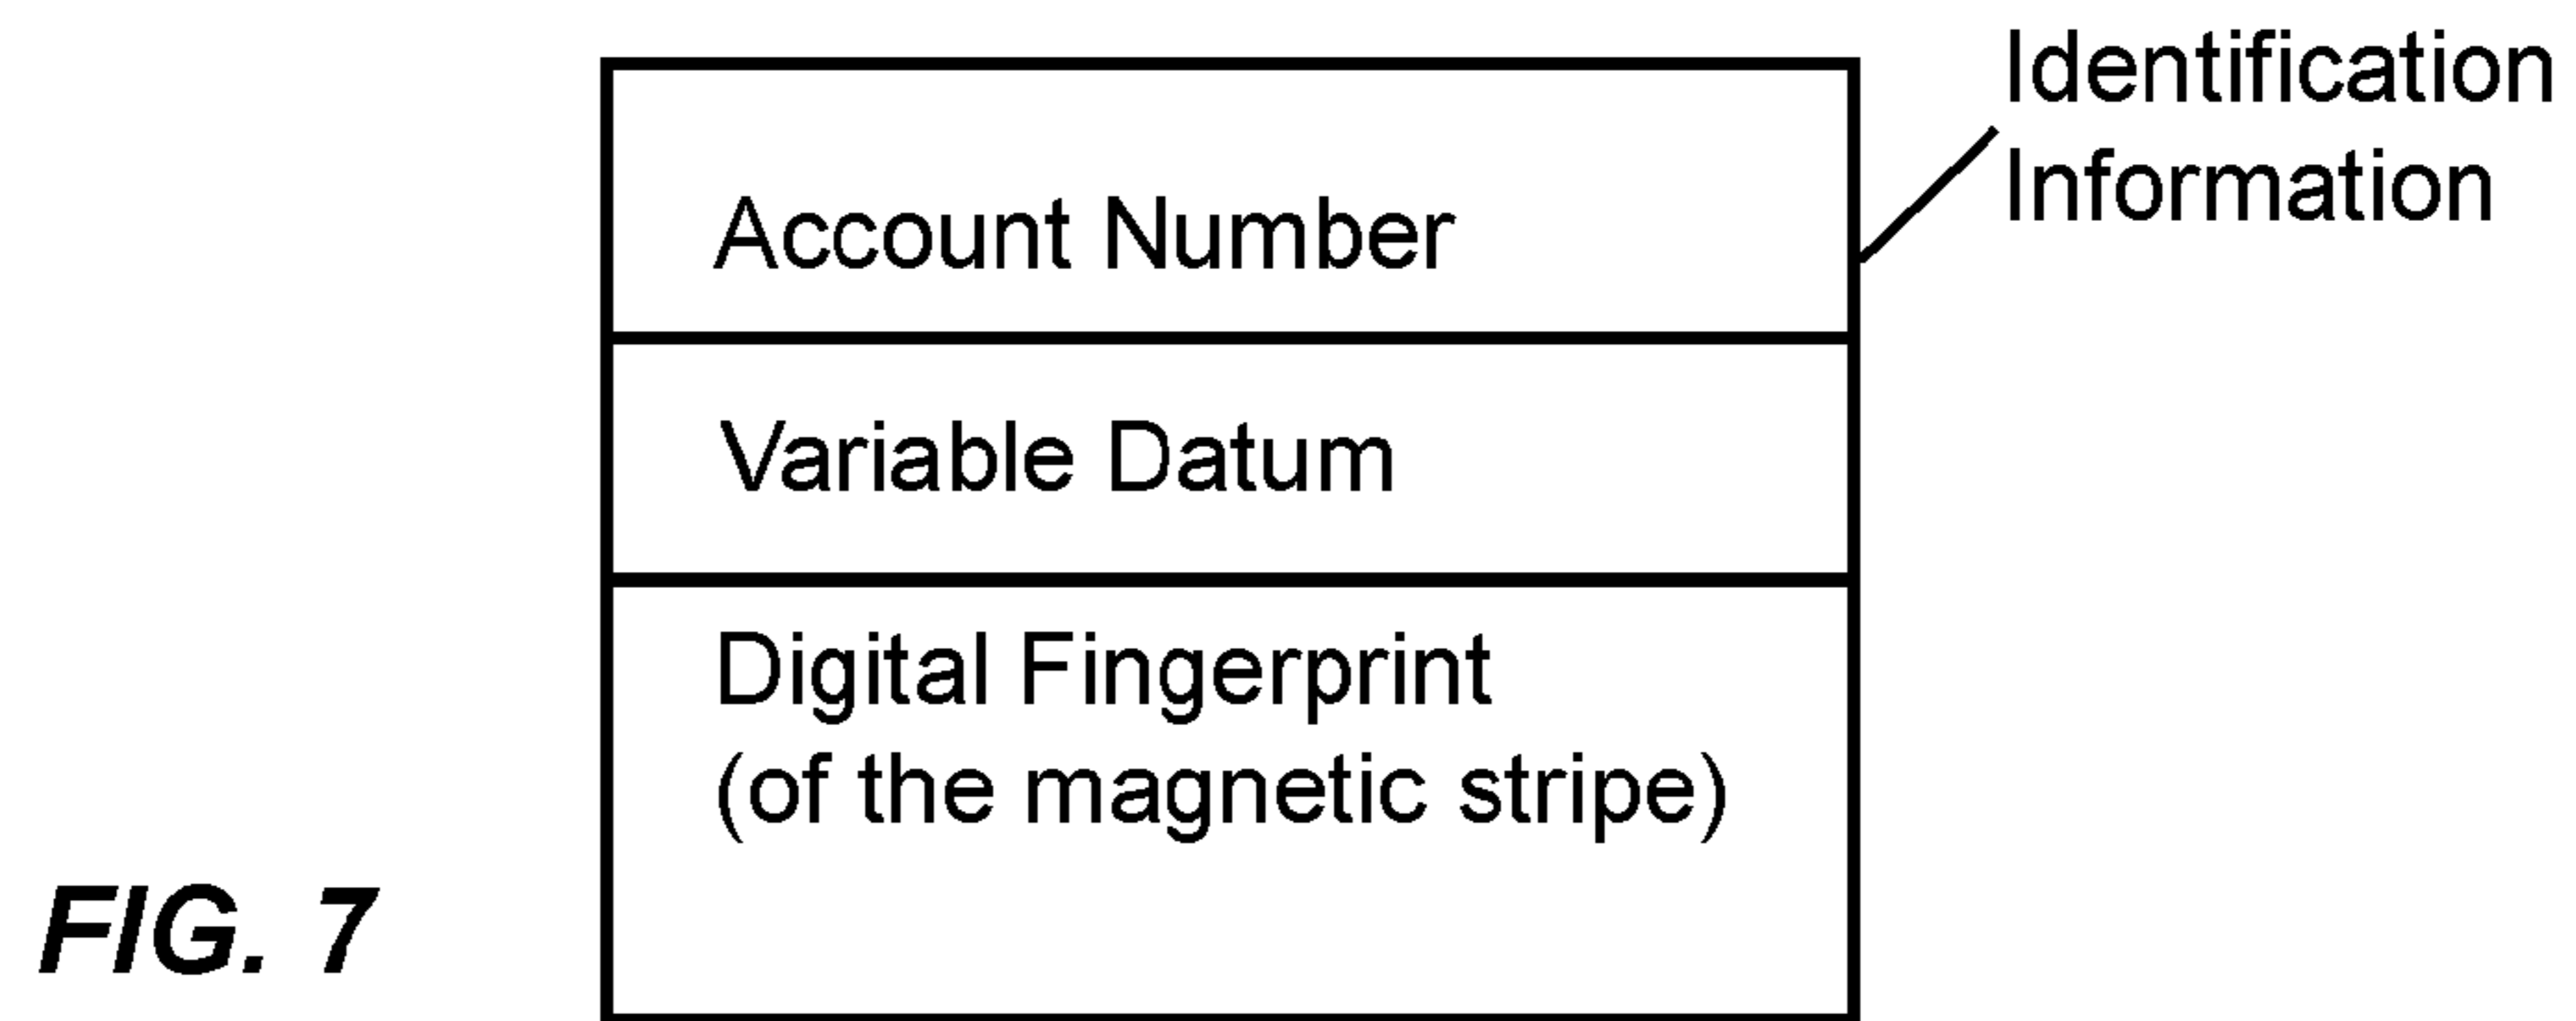 Identification
Information
Account Number
Variable Datum
Digital Fingerprint
(of the magnetic stripe)
FIG. 7